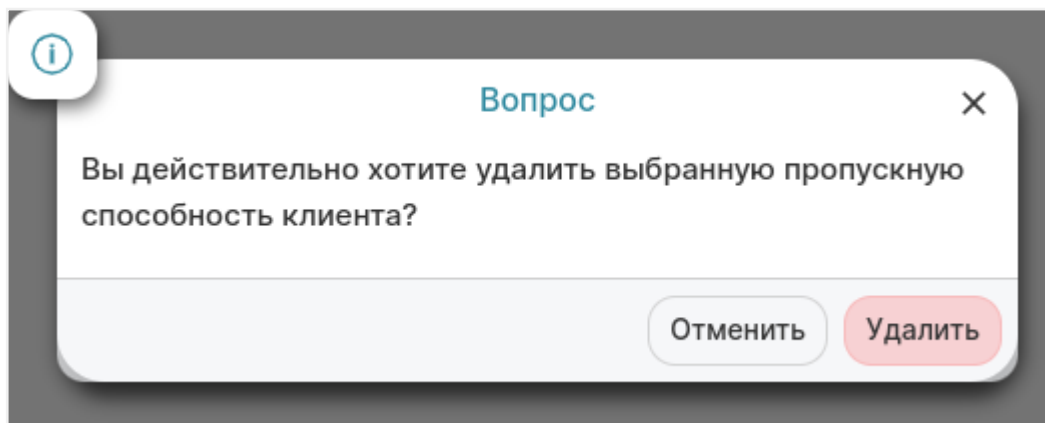 Вопрос
Вы действительно хотите удалить выбранную пропускную
способность клиента?
Отменить Удалить